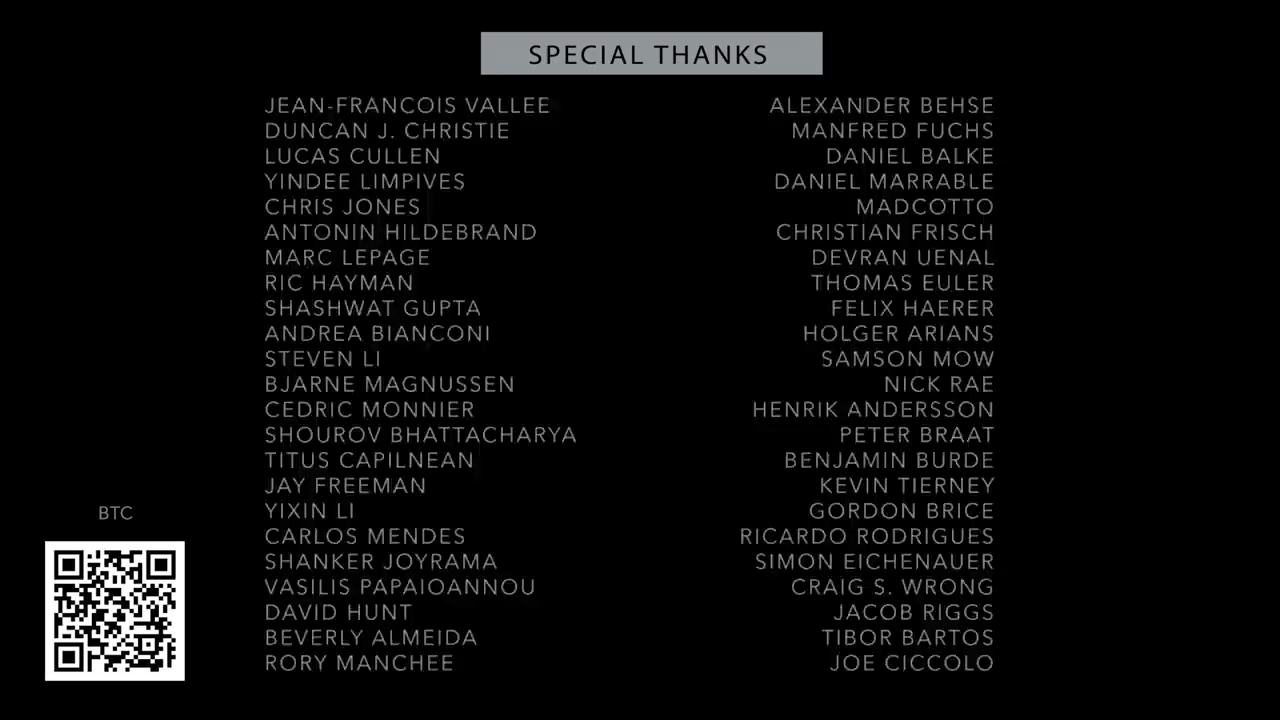 SPECIAL THANKS
JEAN-FRANCOIS VALLEE
DUNCAN J. CHRISTIE
LUCAS CULLEN
YINDEE LIMPIVES
CHRIS JONES
ANTONIN HILDEBRAND
MARC LEPAGE
RIC HAYMAN
SHASHWAT GUPTA
ANDREA BIANCONI
STEVEN LI
BJARNE MAGNUSSEN
CEDRIC MONNIER
SHOUROV BHATTACHARYA
TITUS CAPILNEAN
JAY FREEMAN
YIXIN LI
CARLOS MENDES
SHANKER JOYRAMA
VASILIS PAPAIOANNOU
DAVID HUNT
BEVERLY ALMEIDA
RORY MANCHEE
ALEXANDER BEHSE
MANFRED FUCHS
DANIEL BALKE
DANIEL MARRABLE
MADCOTTO
CHRISTIAN FRISCH
DEVRAN UENAL
THOMAS EULER
FELIX HAERER
HOLGER ARIANS
SAMSON MOW
NICK RAE
HENRIK ANDERSSON
PETER BRAAT
BENJAMIN BURDE
KEVIN TIERNEY
GORDON BRICE
RICARDO RODRIGUES
SIMON EICHENAUER
CRAIG S. WRONG
JACOB RIGGS
TIBOR BARTOS
JOE CICCOLO
BTC